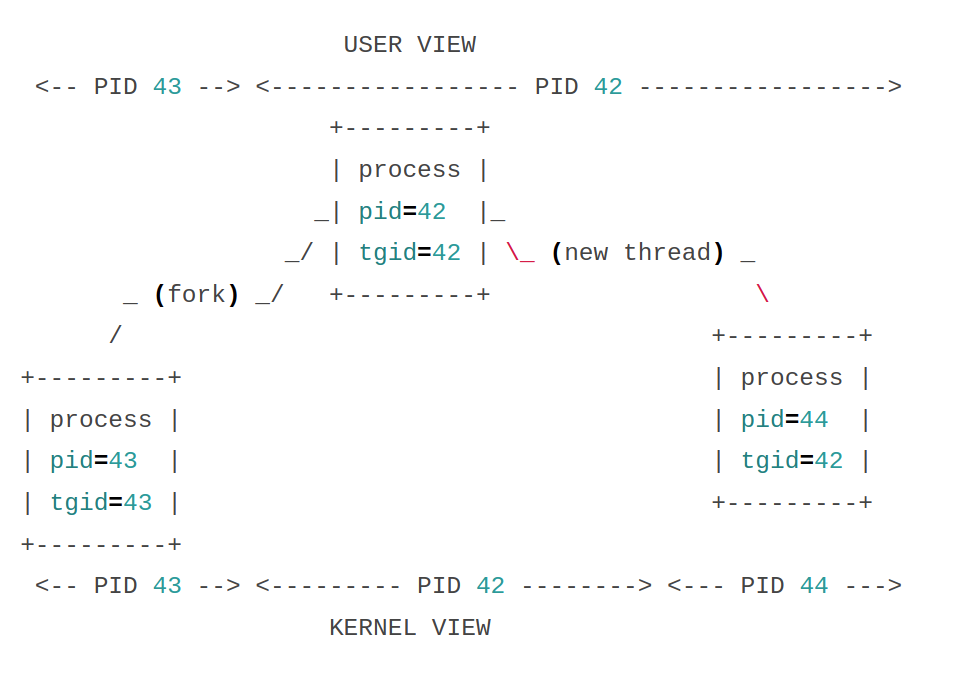 USER VIEW
 <-- PID 43 --> <----------------- PID 42 ----------------->
                     +---------+
                     | process |
                    _| pid=42  |_
                  _/ | tgid=42 | \_ (new thread) _
       _ (fork) _/   +---------+                  \
      /                                        +---------+
+---------+                                    | process |
| process |                                    | pid=44  |
| pid=43  |                                    | tgid=42 |
| tgid=43 |                                    +---------+
+---------+
 <-- PID 43 --> <--------- PID 42 --------> <--- PID 44 --->
                     KERNEL VIEW